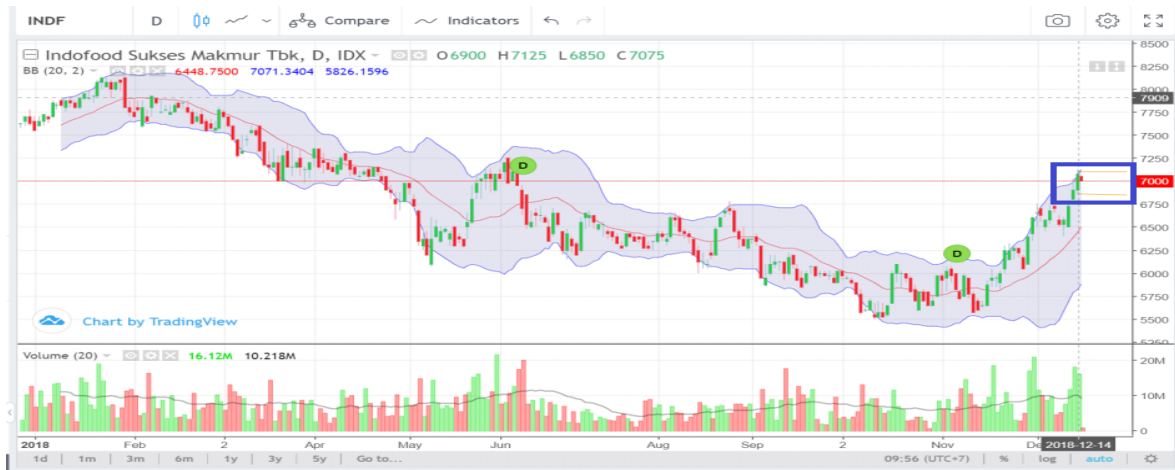 INDF D Compare Indicators
Indofood Sukses Makmur Tbk, D, IDX O6900 H7125 L6850 C7075
BB (20, 2) 6448.7500 7071.3404 5826.1596
8500
8250
8000
7909
7750
7500
7250
7000
6750
6500
6250
6000
5750
5500
5250
D
D
Chart by TradingView
Volume (20) 16.12M 10.218M
20M
10M
0
2018 Feb 2 Apr May Jun Aug Sep 2 Nov De 2018-12-14
1d 1m 3m 6m 1y 3y 5y Go to... 09:56 (UTC+7) % log auto